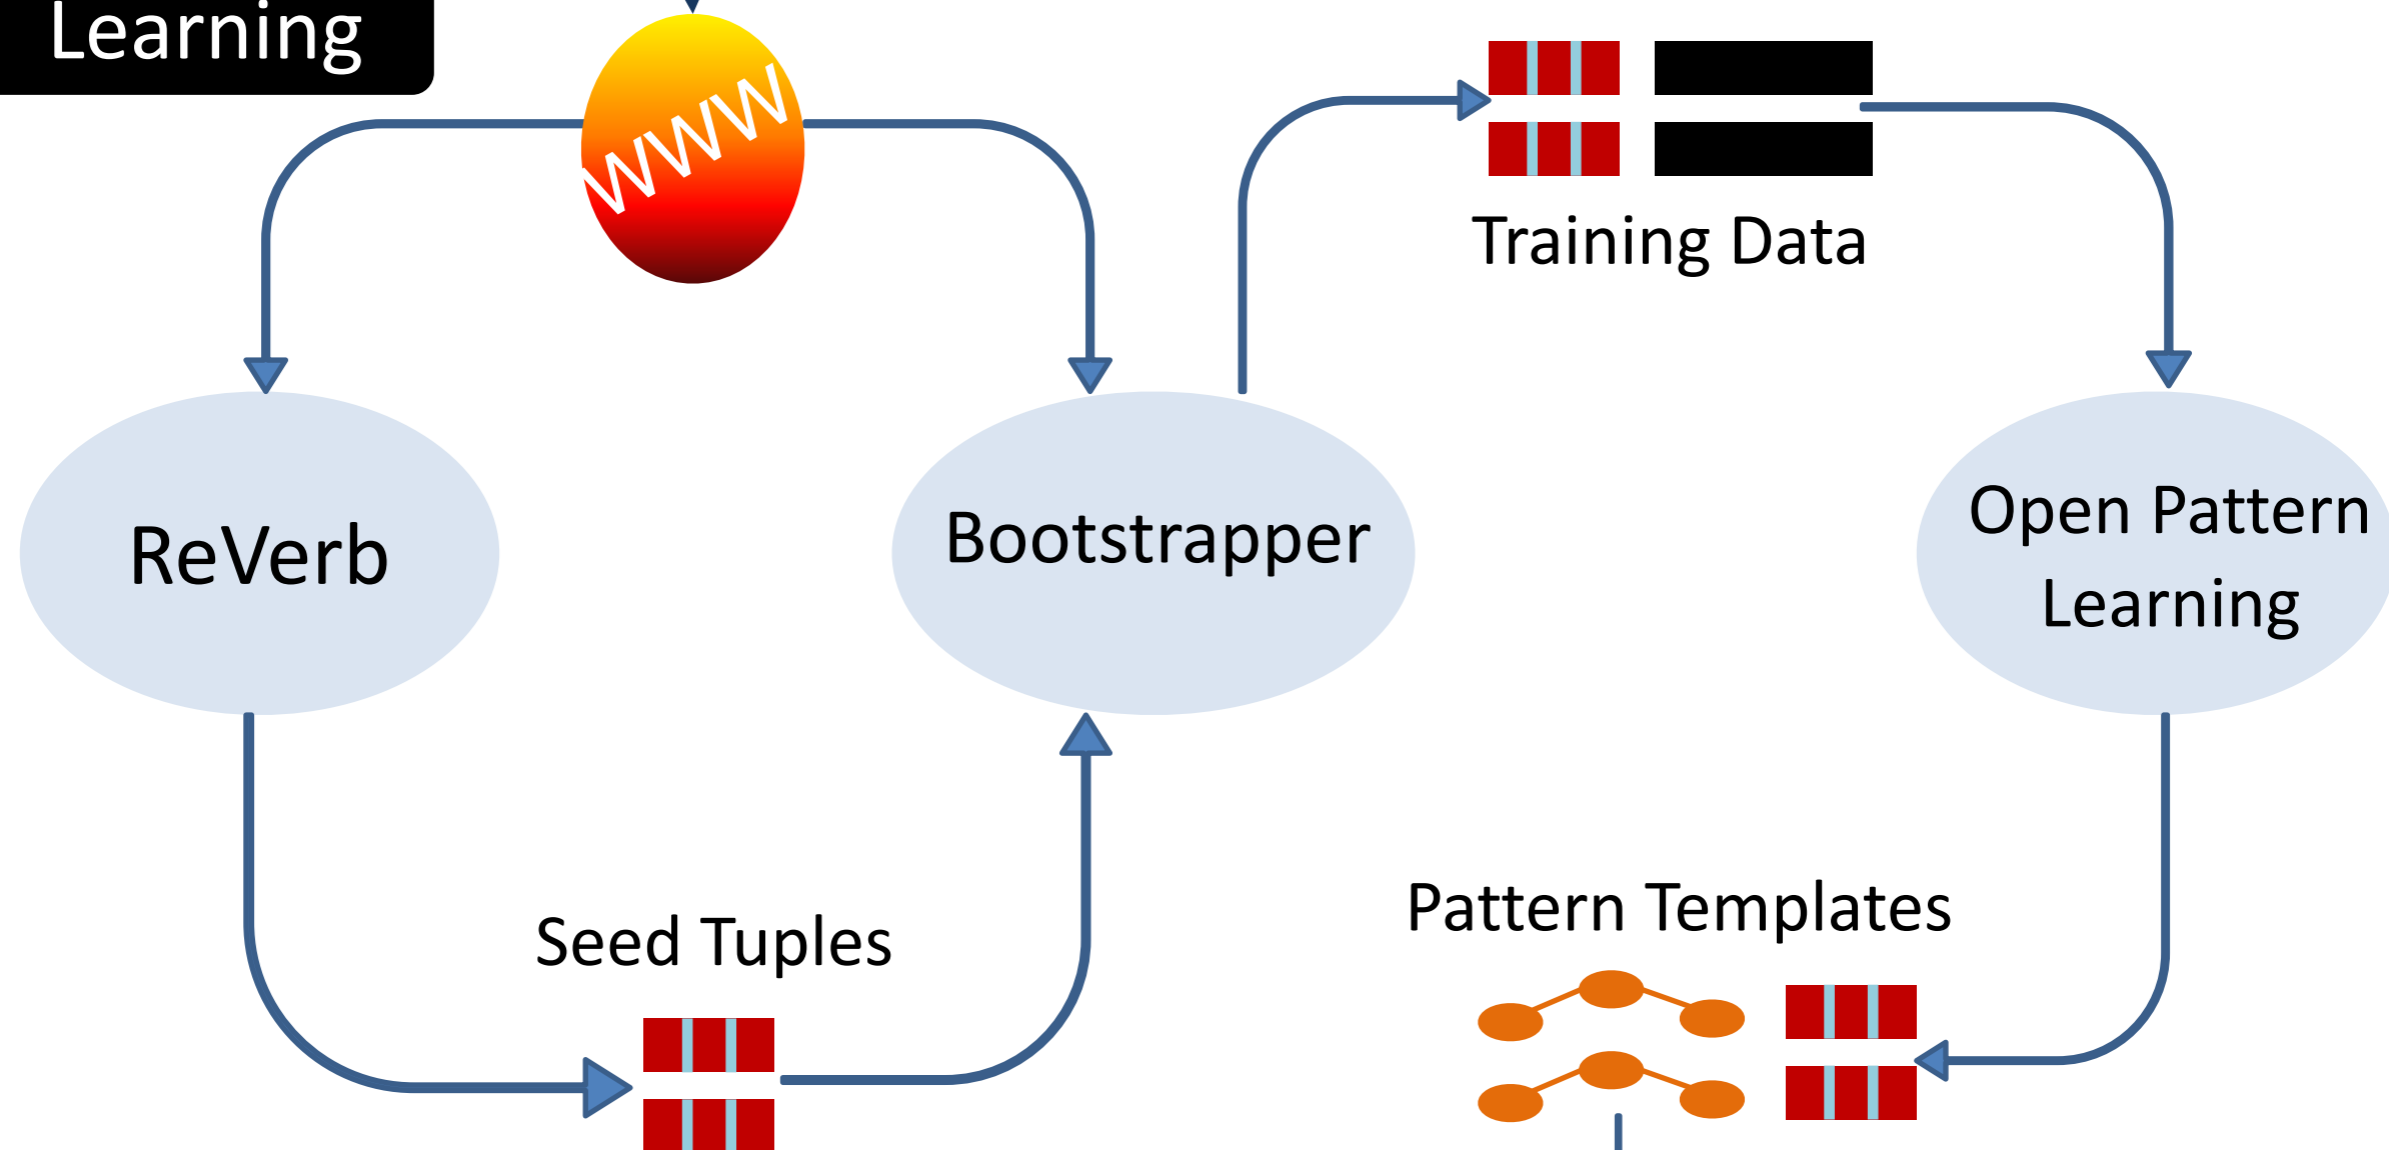 Learning
www
Training Data
ReVerb
Bootstrapper
Open Pattern
Learning
Seed Tuples
Pattern Templates